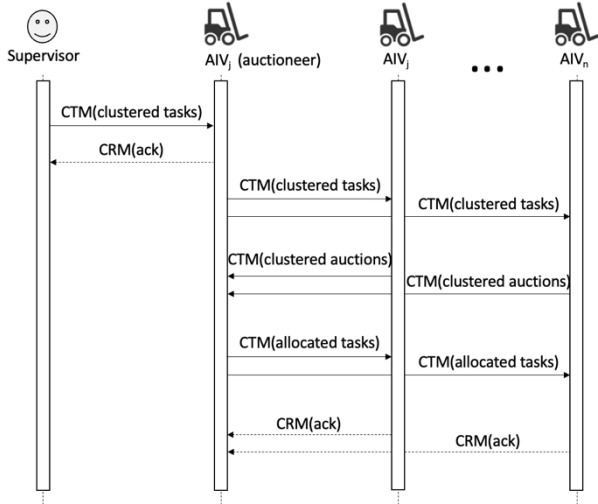 Supervisor
AIVj (auctioneer)
AIVj
...
AIVn
CTM(clustered tasks)
CRM(ack)
CTM(clustered tasks)
CTM(clustered tasks)
CTM(clustered auctions)
CTM(clustered auctions)
CTM(allocated tasks)
CTM(allocated tasks)
CRM(ack)
CRM(ack)